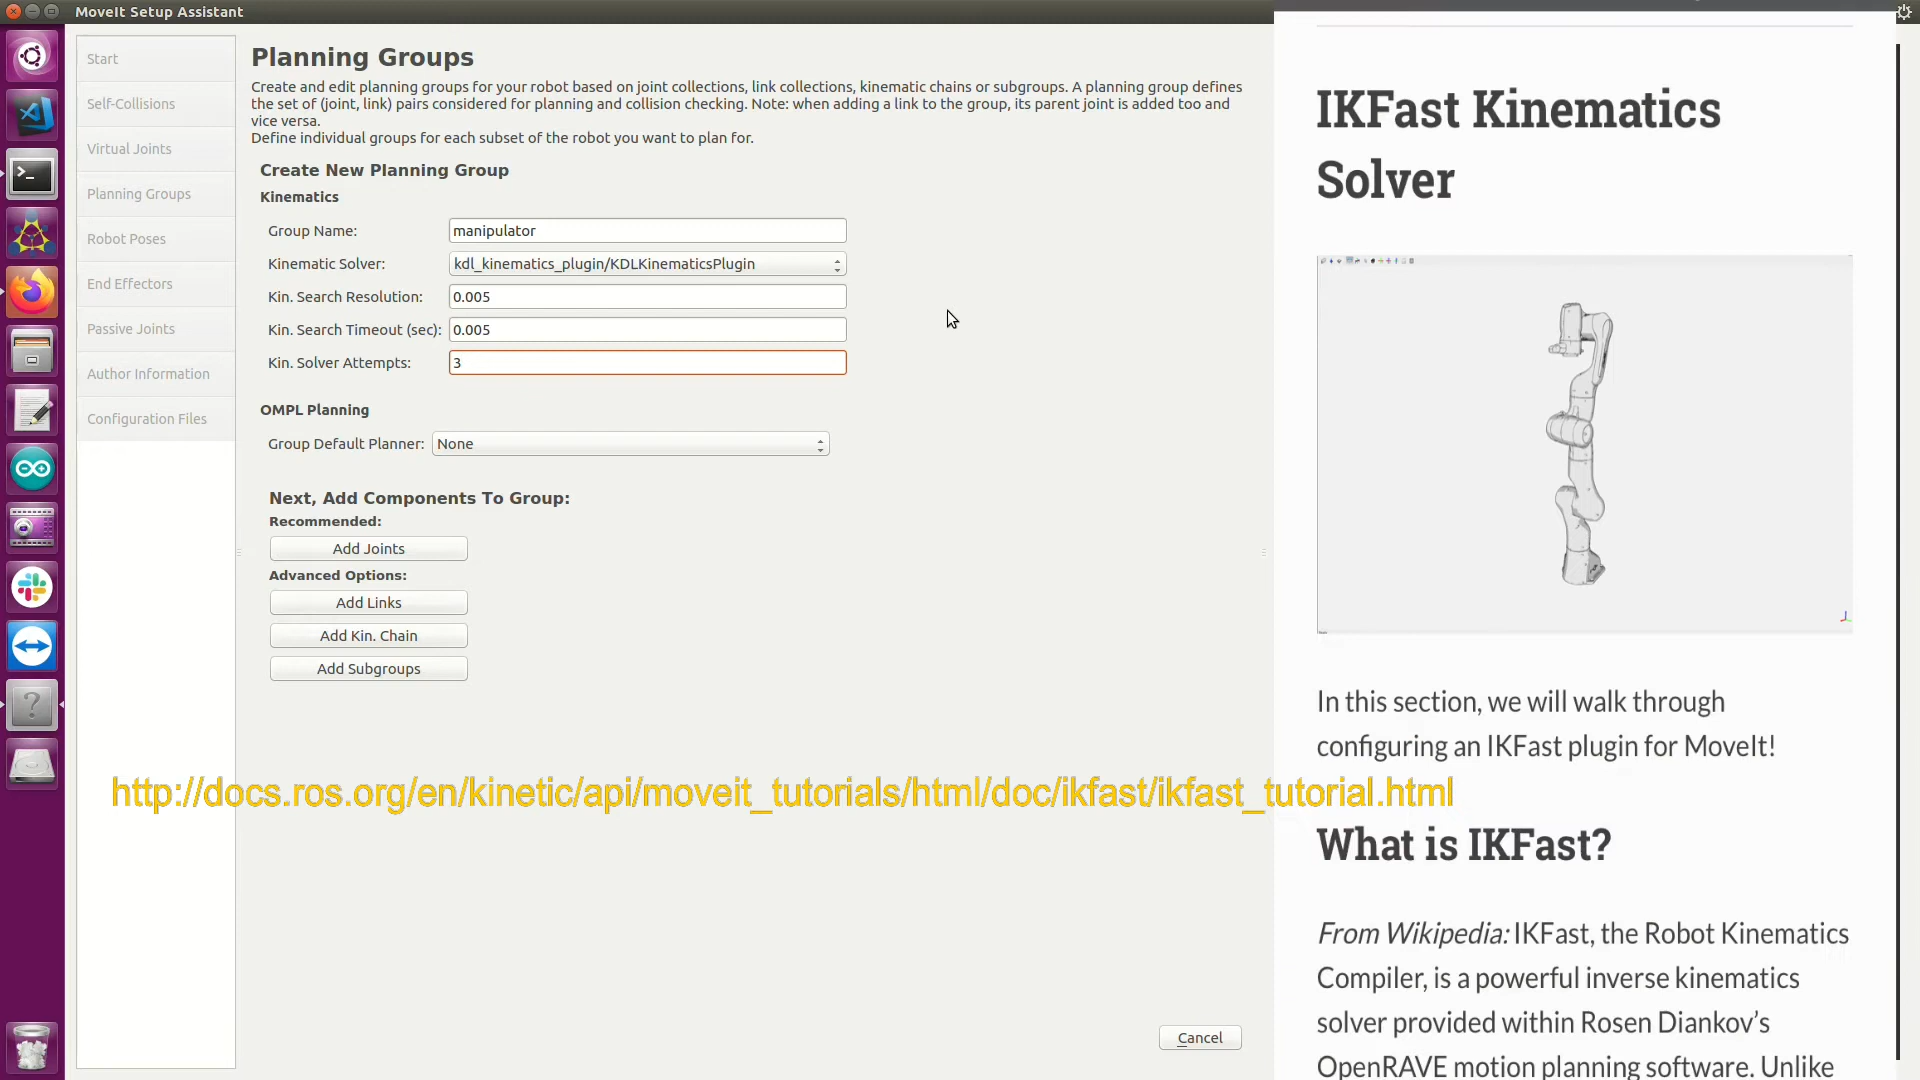 MoveIt Setup Assistant
Start
Self-Collisions
Virtual Joints
Planning Groups
Robot Poses
End Effectors
Passive Joints
Author Information
Configuration Files
Planning Groups
Create and edit planning groups for your robot based on joint collections, link collections, kinematic chains or subgroups. A planning group defines
the set of (joint, link) pairs considered for planning and collision checking. Note: when adding a link to the group, its parent joint is added too and
vice versa.
Define individual groups for each subset of the robot you want to plan for.
Create New Planning Group
Kinematics
Group Name: manipulator
Kinematic Solver: kdl_kinematics_plugin/KDLKinematicsPlugin
Kin. Search Resolution: 0.005
Kin. Search Timeout (sec): 0.005
Kin. Solver Attempts: 3
OMPL Planning
Group Default Planner: None
Next, Add Components To Group:
Recommended:
Add Joints
Advanced Options:
Add Links
Add Kin. Chain
Add Subgroups
Cancel
http://docs.ros.org/en/kinetic/api/moveit_tutorials/html/doc/ikfast/ikfast_tutorial.html
IKFast Kinematics
Solver
In this section, we will walk through
configuring an IKFast plugin for MoveIt!
What is IKFast?
From Wikipedia: IKFast, the Robot Kinematics
Compiler, is a powerful inverse kinematics
solver provided within Rosen Diankov’s
OpenRAVE motion planning software. Unlike